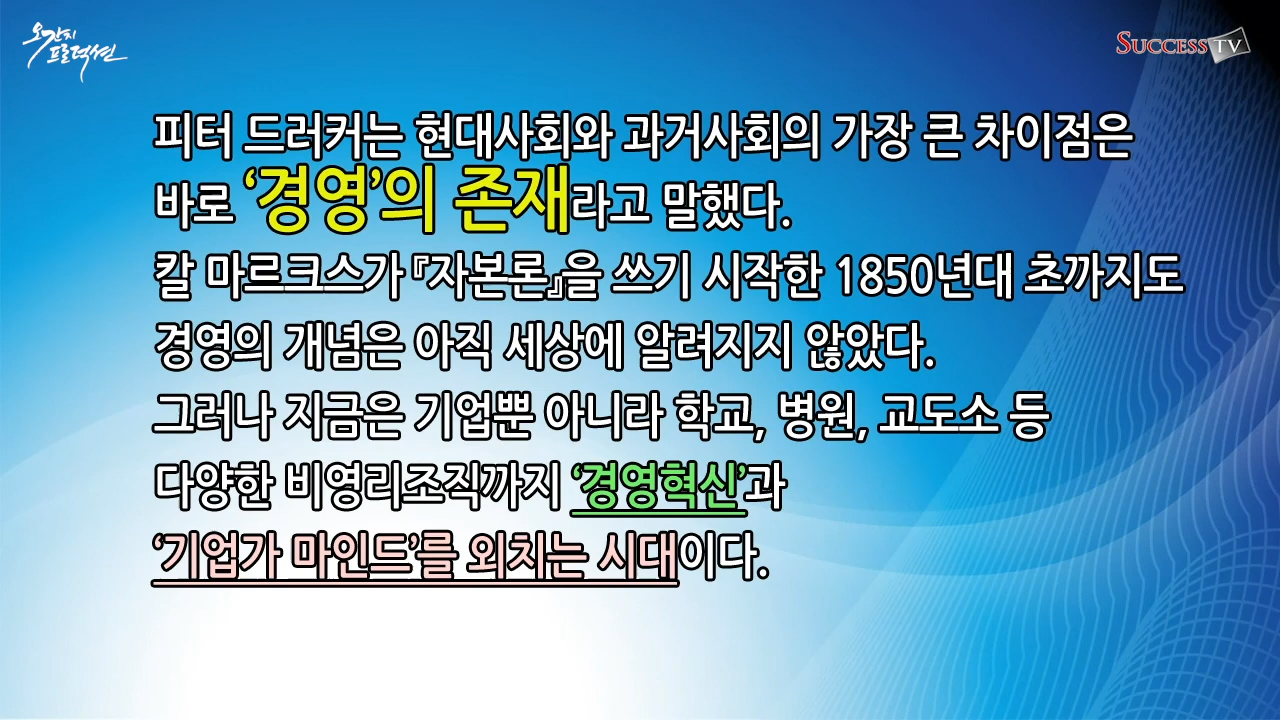 오간지
프로덕션
SUCCESS TV
피터 드러커는 현대사회와 과거사회의 가장 큰 차이점은
바로 ‘경영’의 존재라고 말했다.
칼 마르크스가 『자본론』을 쓰기 시작한 1850년대 초까지도
경영의 개념은 아직 세상에 알려지지 않았다.
그러나 지금은 기업뿐 아니라 학교, 병원, 교도소 등
다양한 비영리조직까지 ‘경영혁신’과
‘기업가 마인드’를 외치는 시대이다.